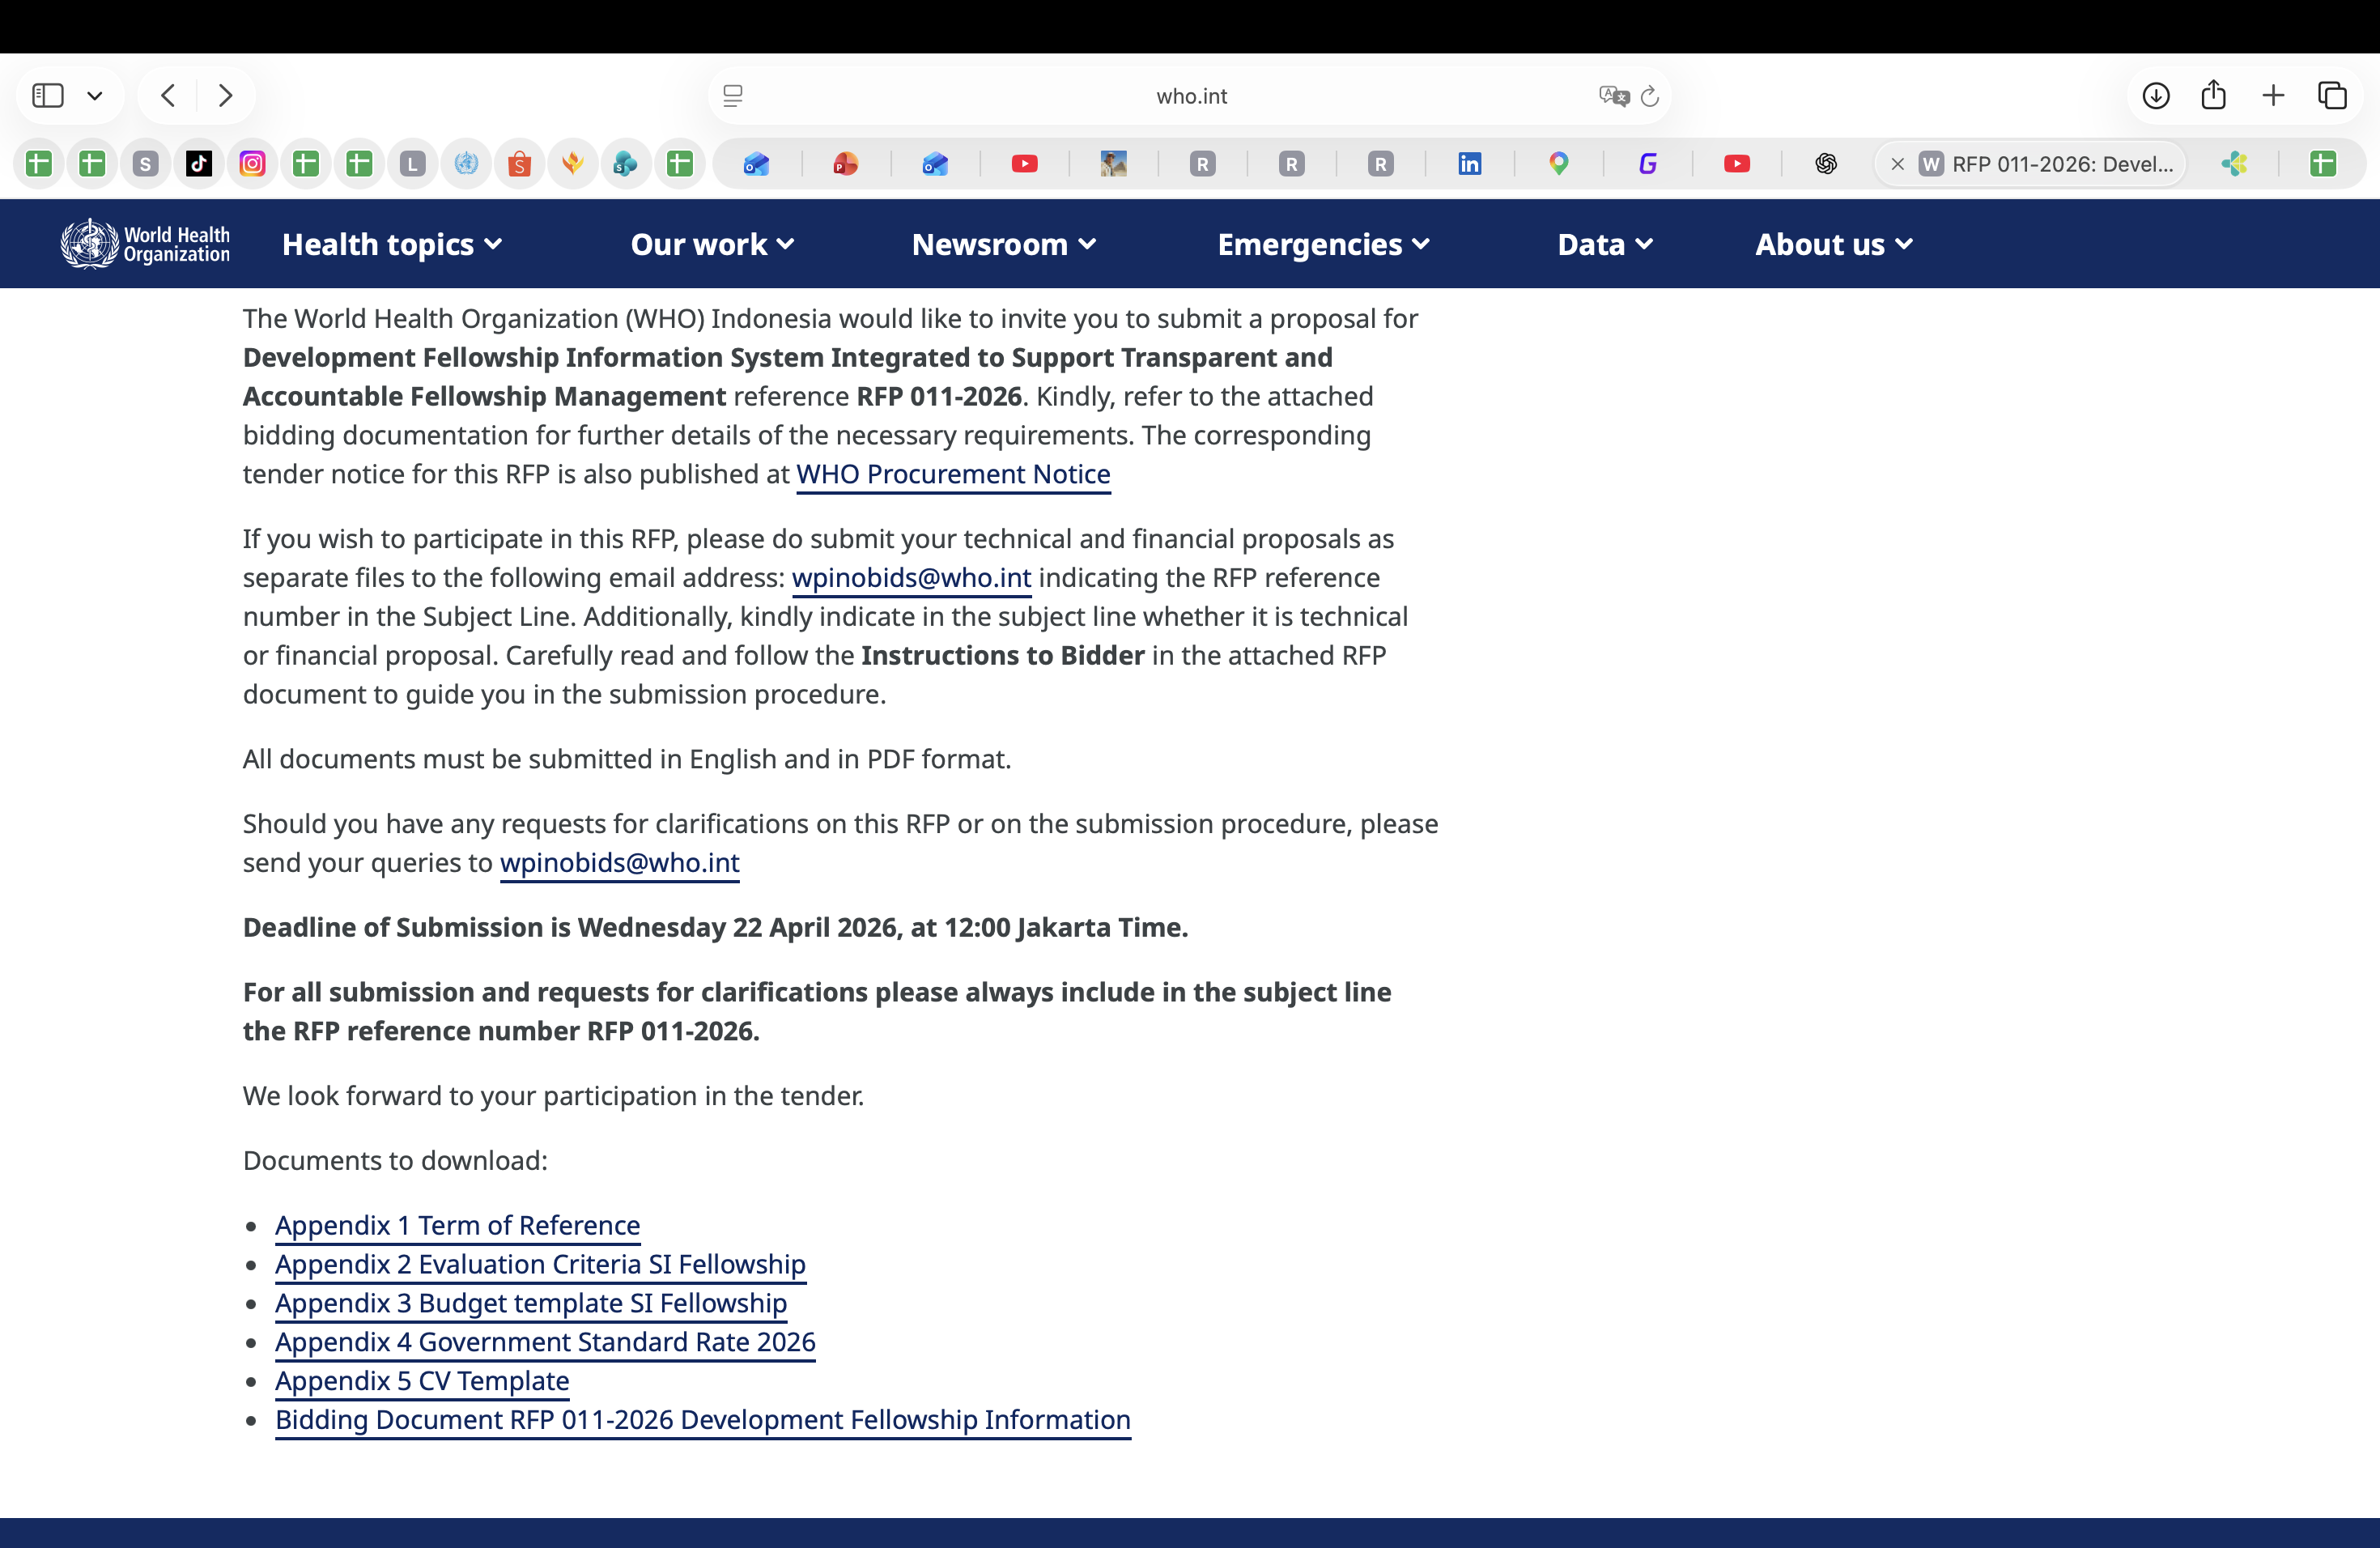 who.int
S
L
R
R
R
W RFP 011-2026: Devel...
World Health
Organization
Health topics
Our work
Newsroom
Emergencies
Data
About us
The World Health Organization (WHO) Indonesia would like to invite you to submit a proposal for
Development Fellowship Information System Integrated to Support Transparent and
Accountable Fellowship Management reference RFP 011-2026. Kindly, refer to the attached
bidding documentation for further details of the necessary requirements. The corresponding
tender notice for this RFP is also published at WHO Procurement Notice
If you wish to participate in this RFP, please do submit your technical and financial proposals as
separate files to the following email address: wpinobids@who.int indicating the RFP reference
number in the Subject Line. Additionally, kindly indicate in the subject line whether it is technical
or financial proposal. Carefully read and follow the Instructions to Bidder in the attached RFP
document to guide you in the submission procedure.
All documents must be submitted in English and in PDF format.
Should you have any requests for clarifications on this RFP or on the submission procedure, please
send your queries to wpinobids@who.int
Deadline of Submission is Wednesday 22 April 2026, at 12:00 Jakarta Time.
For all submission and requests for clarifications please always include in the subject line
the RFP reference number RFP 011-2026.
We look forward to your participation in the tender.
Documents to download:
• Appendix 1 Term of Reference
• Appendix 2 Evaluation Criteria SI Fellowship
• Appendix 3 Budget template SI Fellowship
• Appendix 4 Government Standard Rate 2026
• Appendix 5 CV Template
• Bidding Document RFP 011-2026 Development Fellowship Information